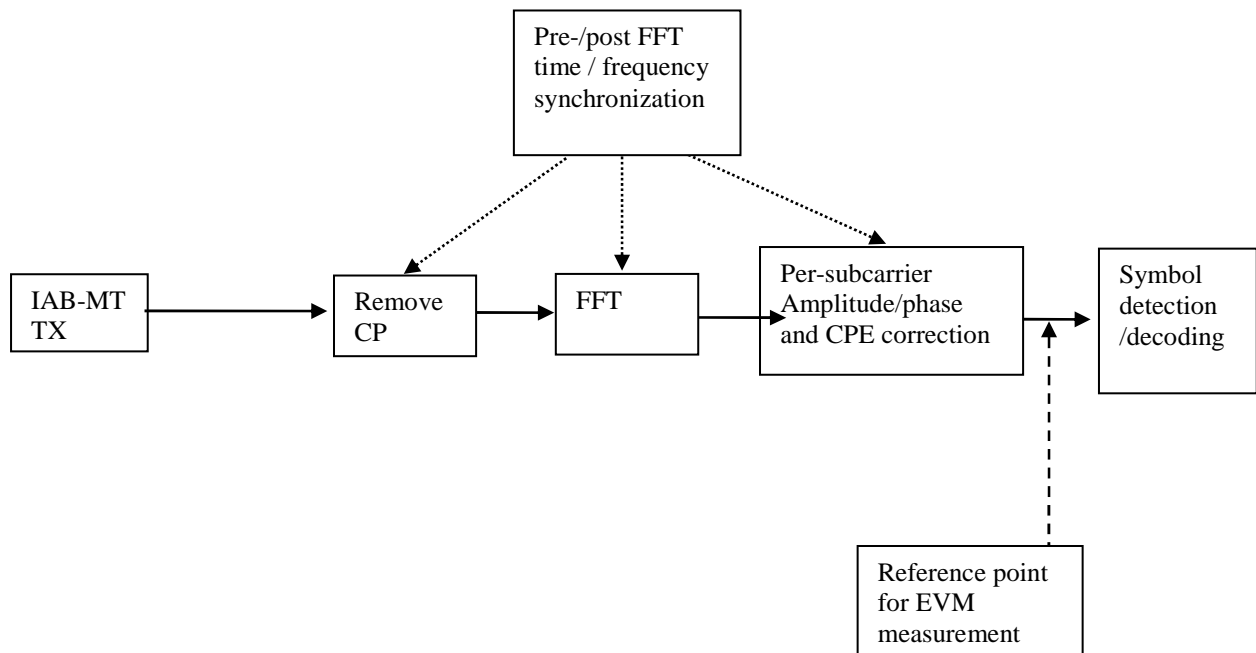 Pre-/post FFT
time / frequency
synchronization
IAB-MT
TX
Remove
CP
FFT
Per-subcarrier
Amplitude/phase
and CPE correction
Symbol
detection
/decoding
Reference point
for EVM
measurement